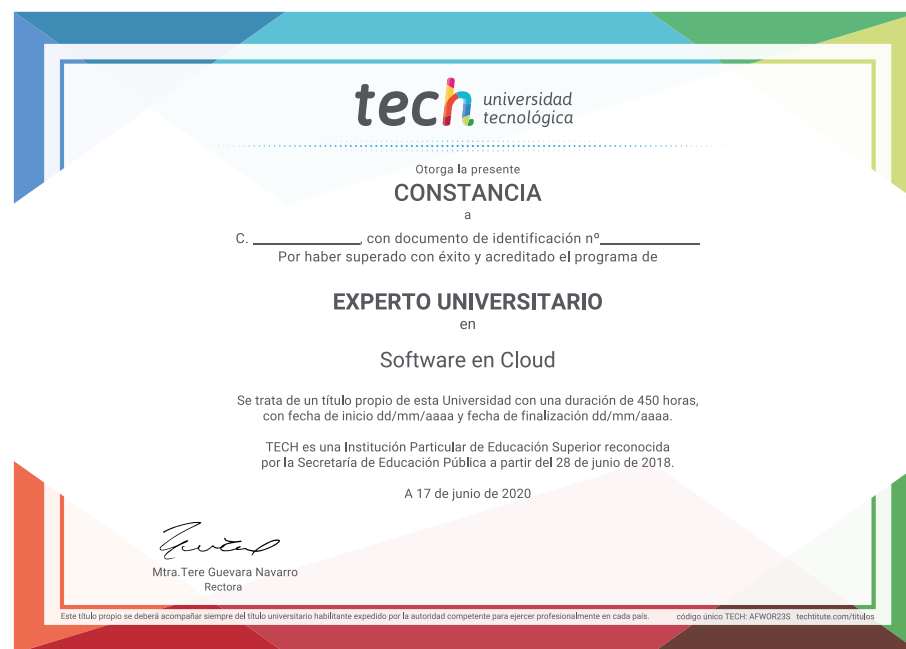 tech universidad
tecnológica
Otorga la presente
CONSTANCIA
a
C. ______________, con documento de identificación nº_____________
Por haber superado con éxito y acreditado el programa de
EXPERTO UNIVERSITARIO
en
Software en Cloud
Se trata de un título propio de esta Universidad con una duración de 450 horas,
con fecha de inicio dd/mm/aaaa y fecha de finalización dd/mm/aaaa.
TECH es una Institución Particular de Educación Superior reconocida
por la Secretaría de Educación Pública a partir del 28 de junio de 2018.
A 17 de junio de 2020
Mtra.Tere Guevara Navarro
Rectora
Este título propio se deberá acompañar siempre del título universitario habilitante expedido por la autoridad competente para ejercer profesionalmente en cada país. código único TECH: AFWOR23S techtitute.com/titulos